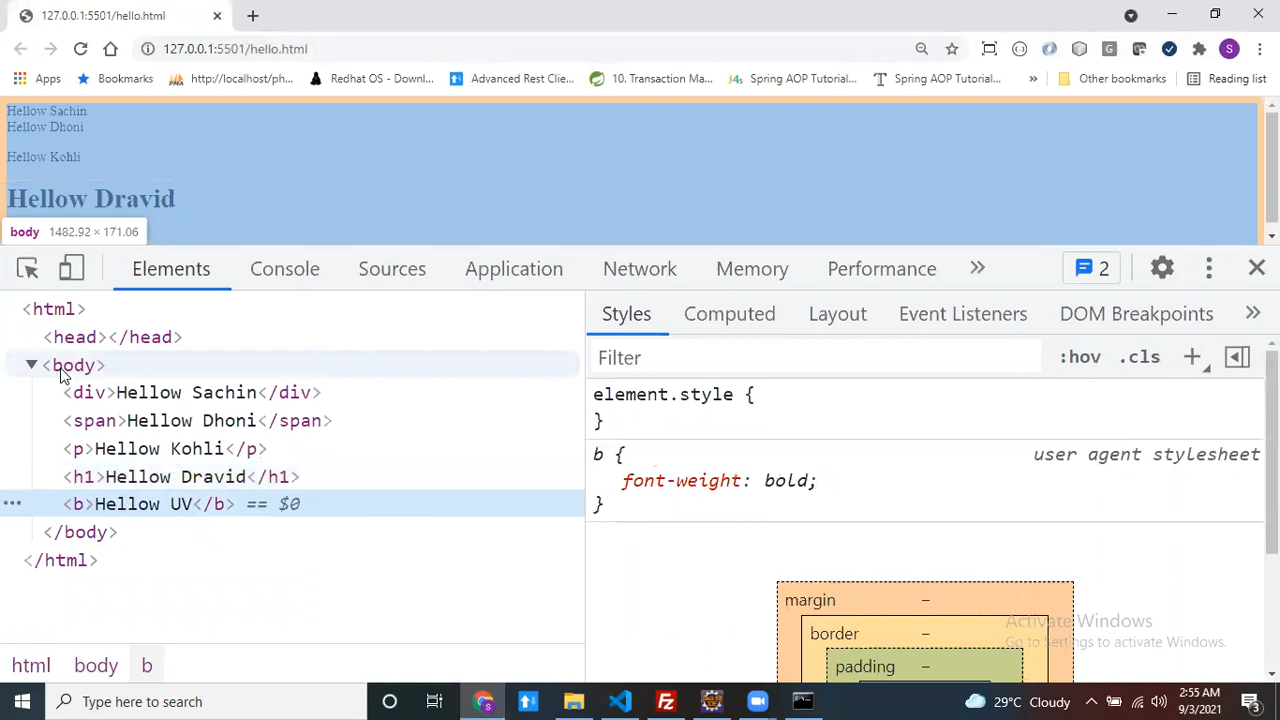 127.0.0.1:5501/hello.html
127.0.0.1:5501/hello.html
S
Apps
Bookmarks
http://localhost/ph...
Redhat OS - Downl...
Advanced Rest Clie...
10. Transaction Ma...
Spring AOP Tutorial...
Spring AOP Tutorial...
»
Other bookmarks
Reading list
Hellow Sachin
Hellow Dhoni
Hellow Kohli
Hellow Dravid
body 1482.92 × 171.06
Elements
Console
Sources
Application
Network
Memory
Performance
»
2
<html>
<head></head>
<body>
<div>Hellow Sachin</div>
<span>Hellow Dhoni</span>
<p>Hellow Kohli</p>
<h1>Hellow Dravid</h1>
<b>Hellow UV</b> == $0
</body>
</html>
html body b
Styles
Computed
Layout
Event Listeners
DOM Breakpoints
»
Filter
:hov .cls
element.style {
}
b {
user agent stylesheet
font-weight: bold;
}
margin –
border –
padding –
Activate Windows
Go to Settings to activate Windows.
Type here to search
29°C Cloudy
2:55 AM
9/3/2021
3